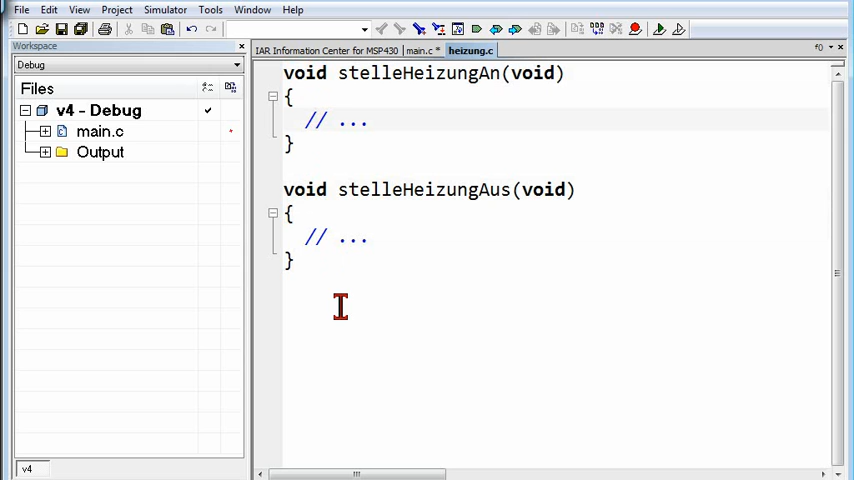 File Edit View Project Simulator Tools Window Help
Workspace
Debug
Files
v4 - Debug
main.c
Output
v4
IAR Information Center for MSP430 main.c * heizung.c f()
void stelleHeizungAn(void)
{
// ...
}
void stelleHeizungAus(void)
{
// ...
}